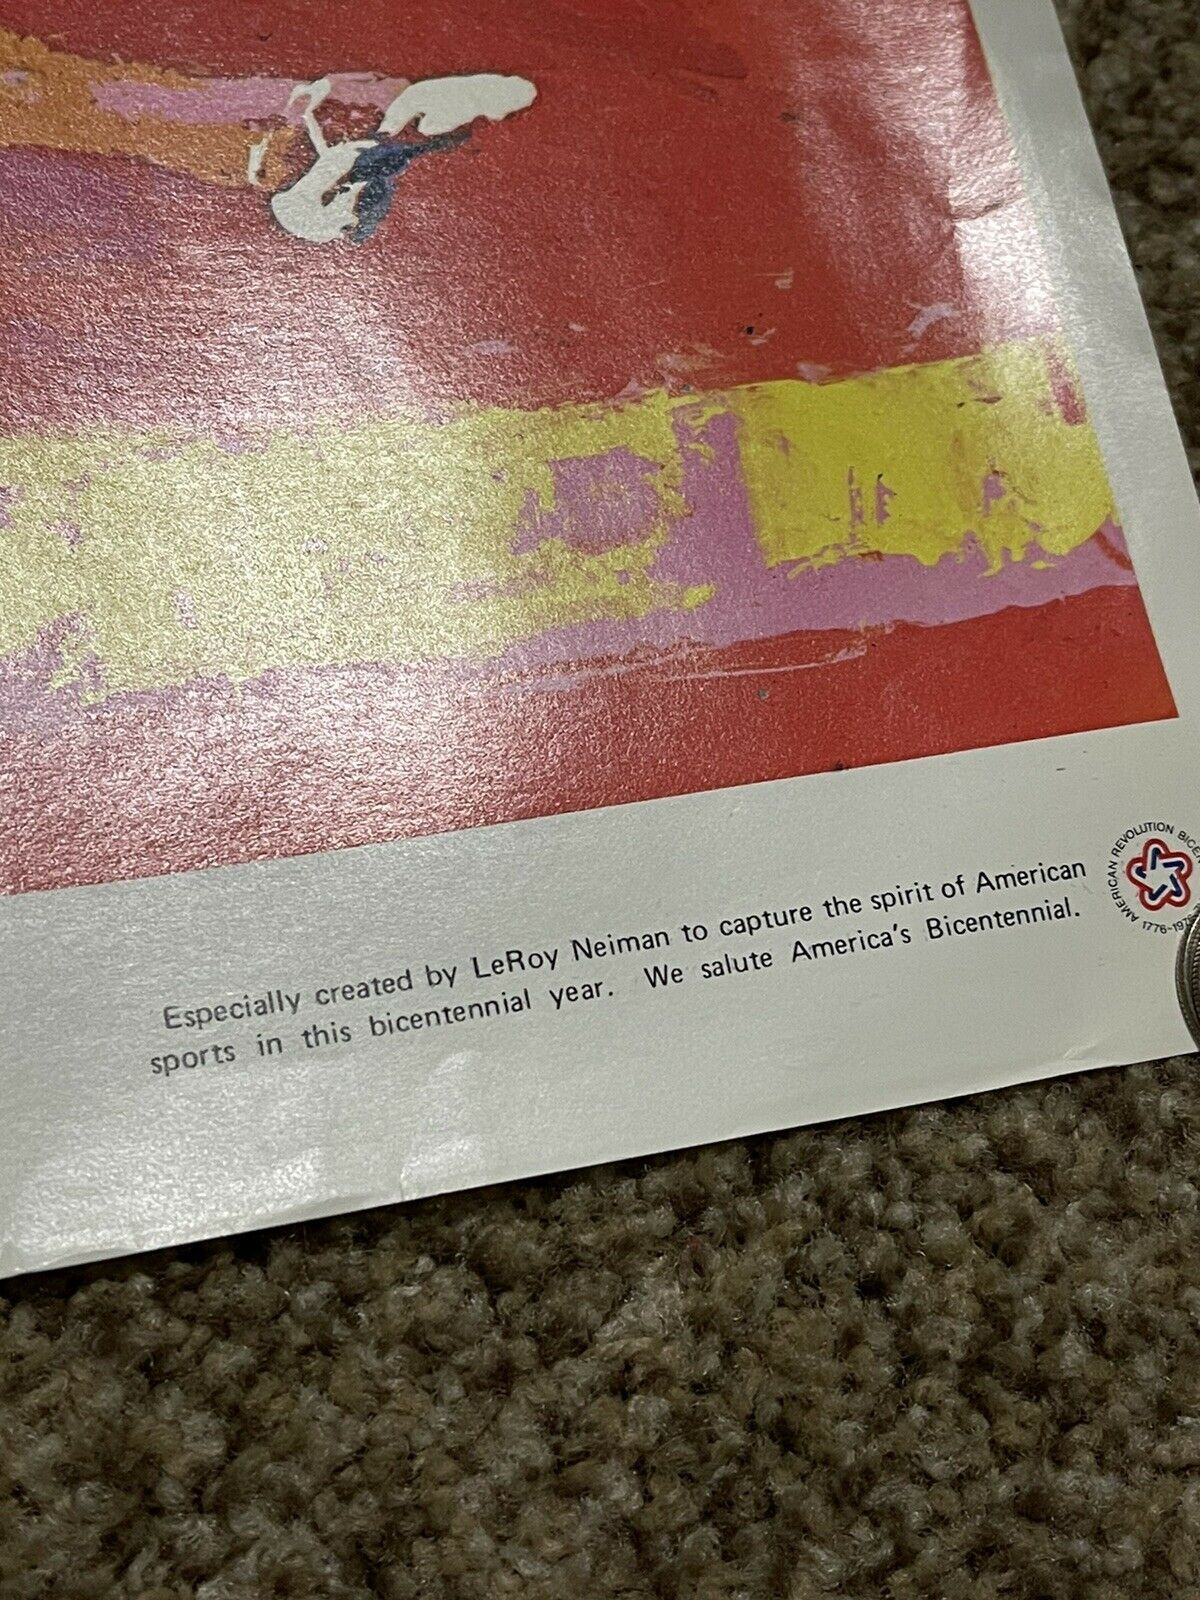 Especially created by LeRoy Neiman to capture the spirit of American
sports in this bicentennial year. We salute America's Bicentennial.
AMERICAN REVOLUTION
1776-